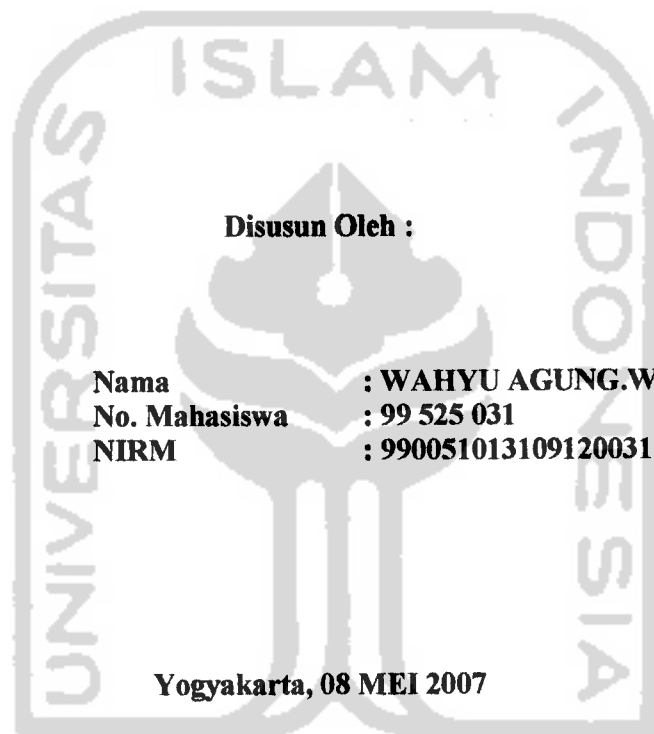 UNIVERSITAS ISLAM INDONESIA
Disusun Oleh :
Nama : WAHYU AGUNG.W
No. Mahasiswa : 99 525 031
NIRM : 990051013109120031
Yogyakarta, 08 MEI 2007